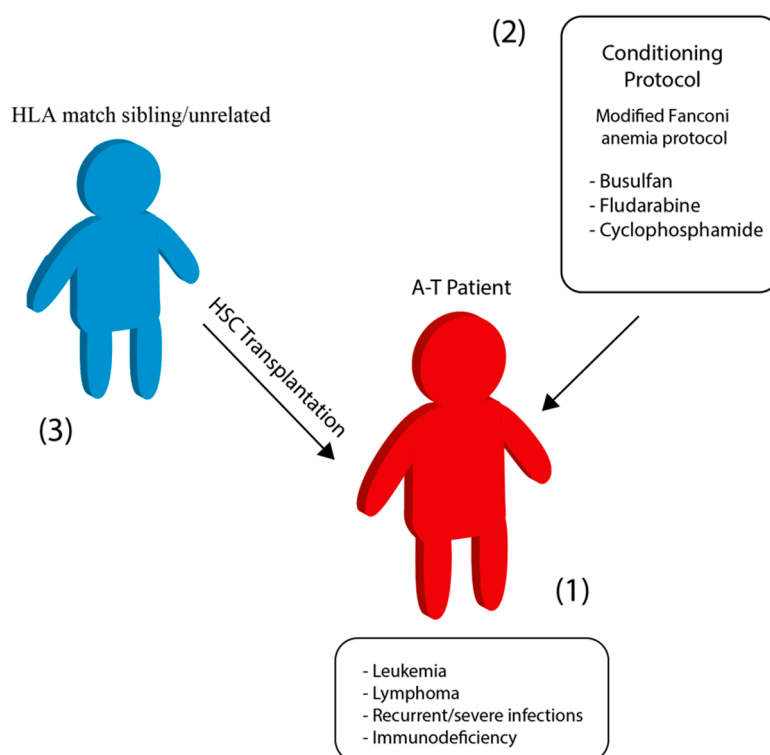 (2)
Conditioning
Protocol
Modified Fanconi
anemia protocol
- Busulfan
- Fludarabine
- Cyclophosphamide
HLA match sibling/unrelated
A-T Patient
HSC Transplantation
(3)
(1)
- Leukemia
- Lymphoma
- Recurrent/severe infections
- Immunodeficiency